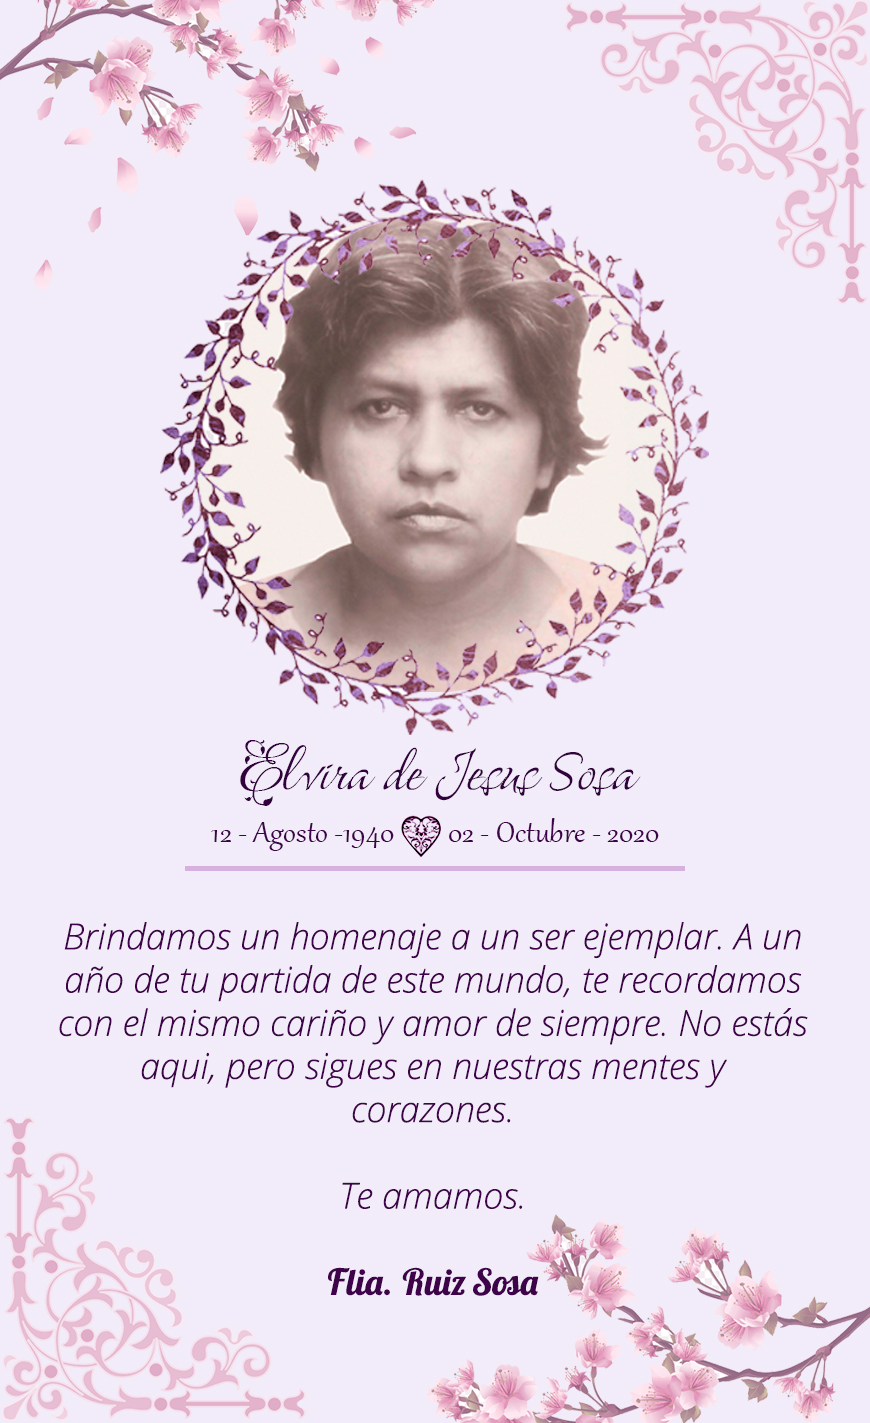 Elvira de Jesus Sosa
12 - Agosto -1940 02 - Octubre - 2020
Brindamos un homenaje a un ser ejemplar. A un
año de tu partida de este mundo, te recordamos
con el mismo cariño y amor de siempre. No estás
aqui, pero sigues en nuestras mentes y
corazones.
Te amamos.
Flia. Ruiz Sosa